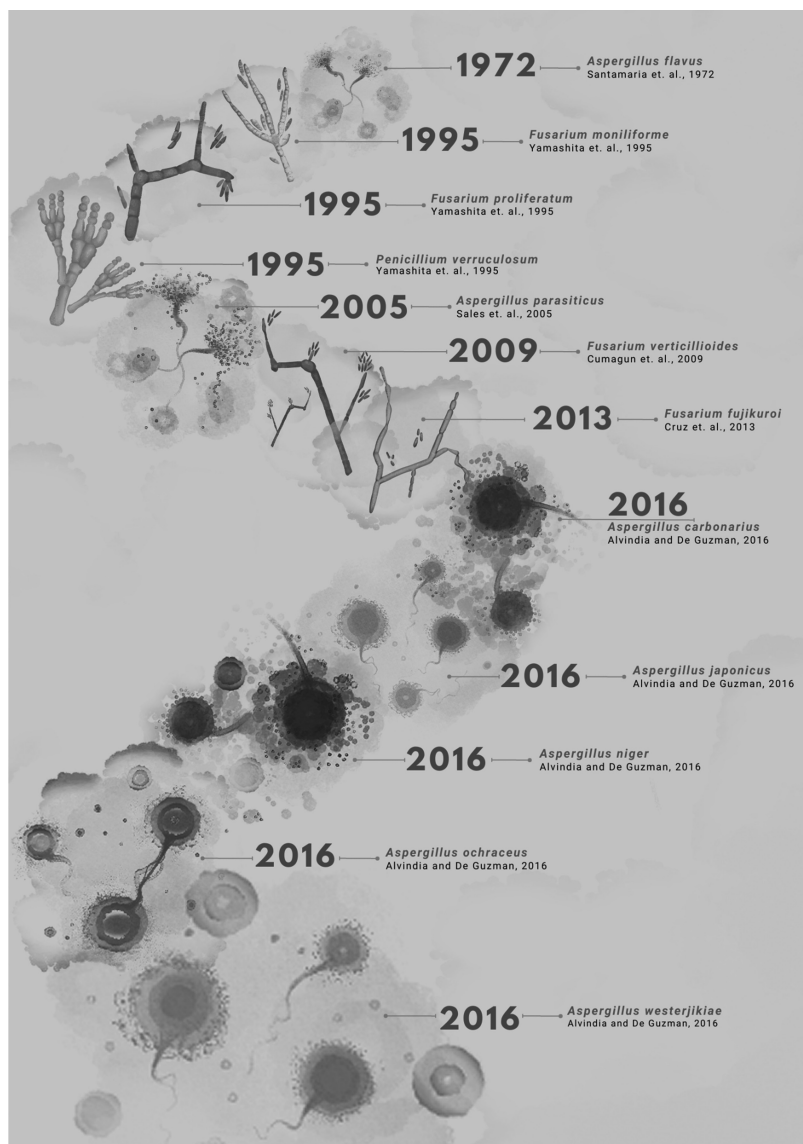 1972
Aspergillus flavus
Santamaria et. al., 1972
1995
Fusarium moniliforme
Yamashita et. al., 1995
1995
Fusarium proliferatum
Yamashita et. al., 1995
1995
Penicillium verruculosum
Yamashita et. al., 1995
2005
Aspergillus parasiticus
Sales et. al., 2005
2009
Fusarium verticillioides
Cumagun et. al., 2009
2013
Fusarium fujikuroi
Cruz et. al., 2013
2016
Aspergillus carbonarius
Alvindia and De Guzman, 2016
2016
Aspergillus japonicus
Alvindia and De Guzman, 2016
2016
Aspergillus niger
Alvindia and De Guzman, 2016
2016
Aspergillus ochraceus
Alvindia and De Guzman, 2016
2016
Aspergillus westerjikiae
Alvindia and De Guzman, 2016